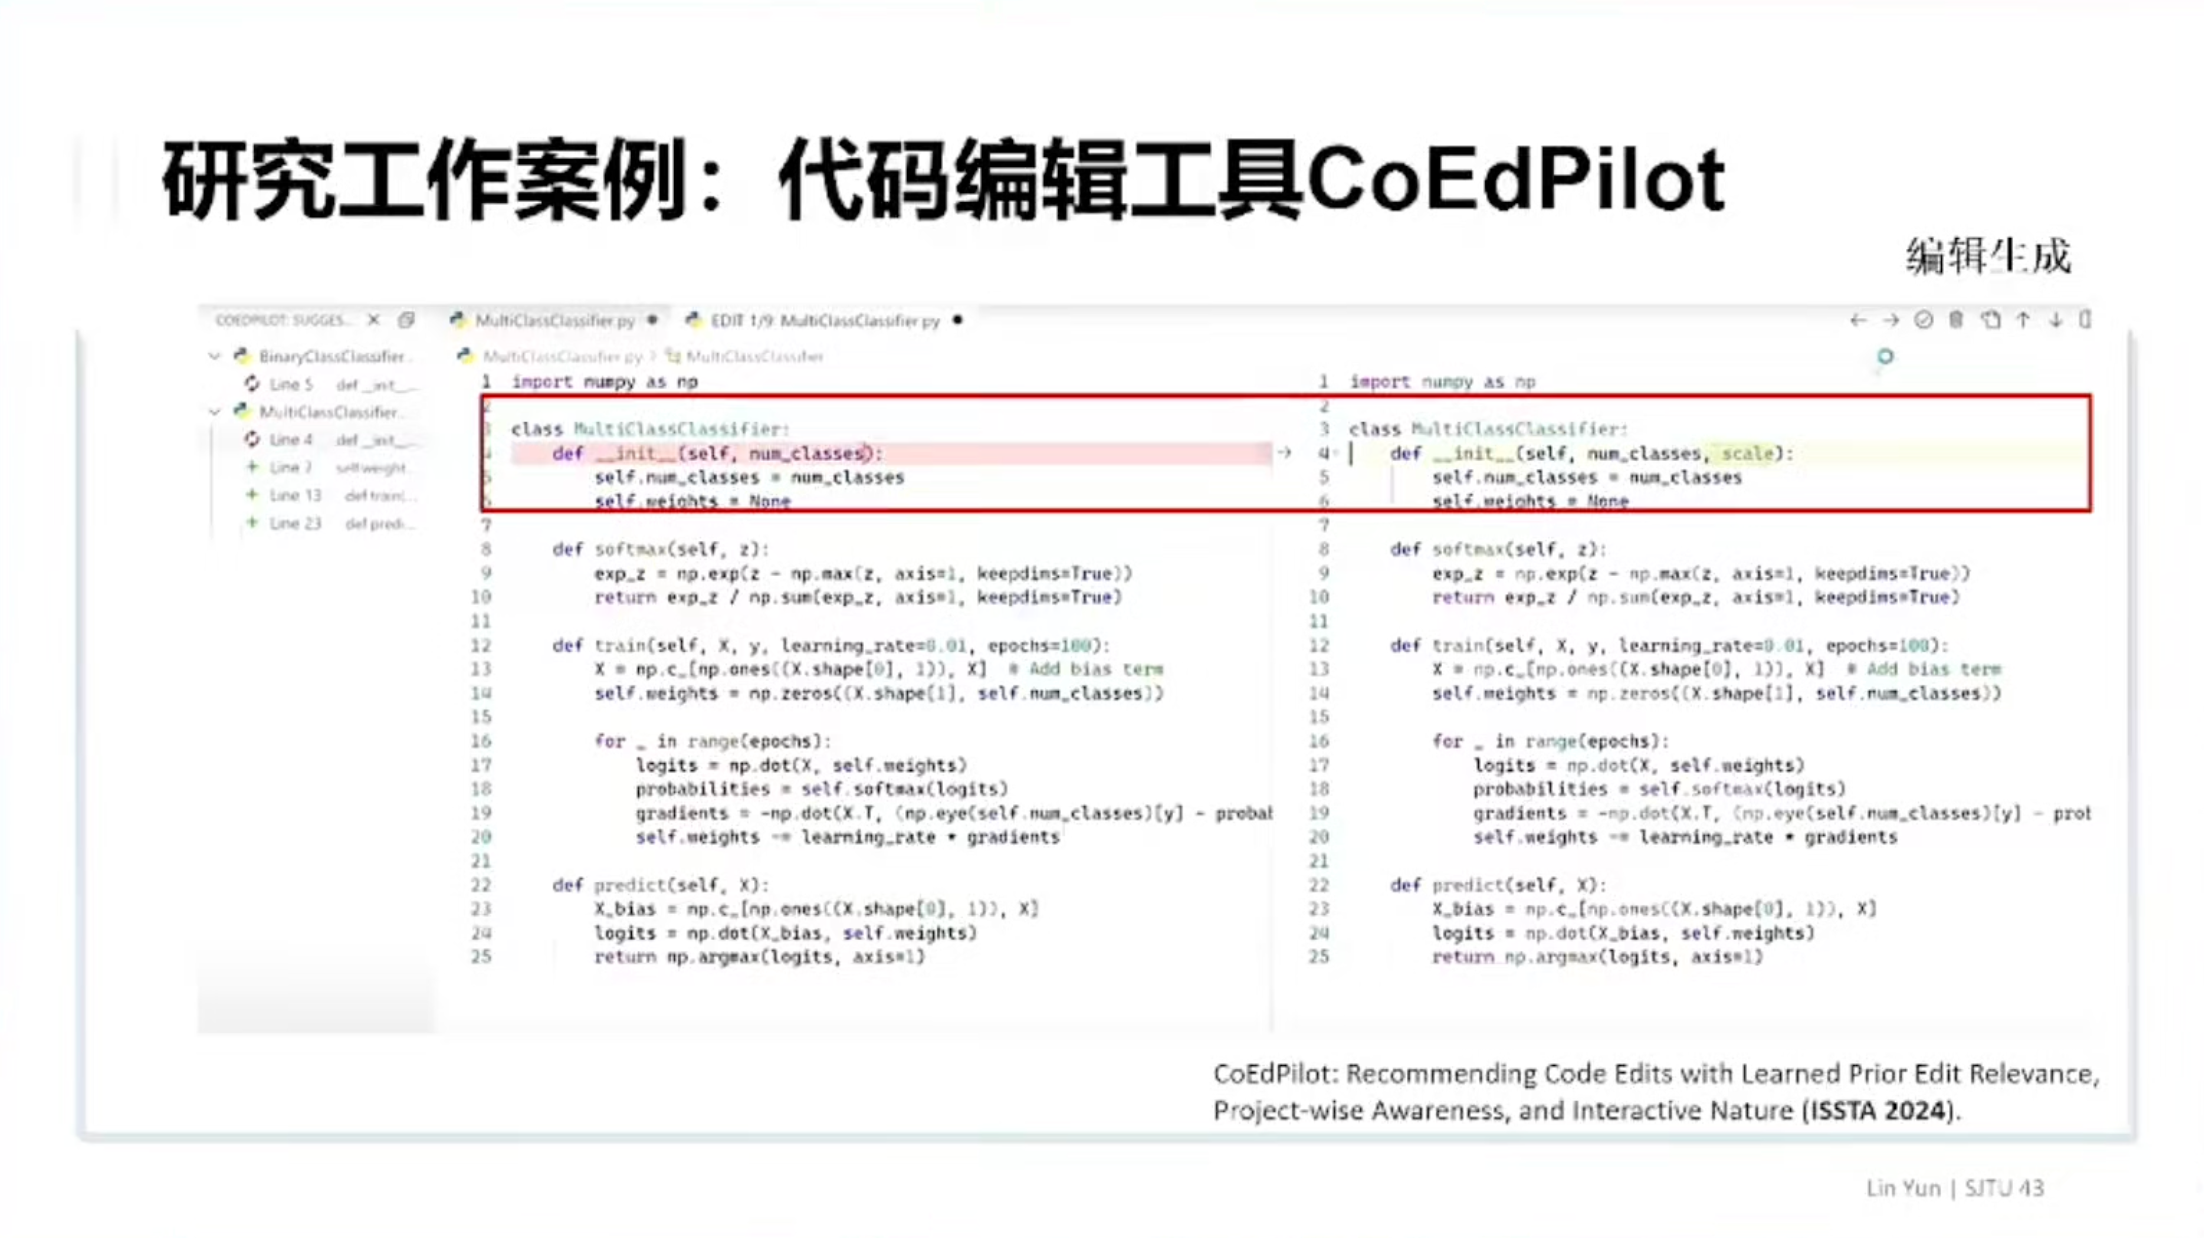 研究工作案例：代码编辑工具CoEdPilot
编辑生成
COEDPILOT: SUGGES...
BinaryClassClassifier...
Line 5 def __init__...
MultiClassClassifier...
Line 4 def __init__...
Line 7 self.weight...
Line 13 def train(...
Line 23 def predi...
MultiClassClassifier.py
EDIT 1/9: MultiClassClassifier.py
MultiClassClassifier.py > MultiClassClassifier
1 import numpy as np
2
3 class MultiClassClassifier:
4 def __init__(self, num_classes):
5 self.num_classes = num_classes
6 self.weights = None
7
8 def softmax(self, z):
9 exp_z = np.exp(z - np.max(z, axis=1, keepdims=True))
10 return exp_z / np.sum(exp_z, axis=1, keepdims=True)
11
12 def train(self, X, y, learning_rate=0.01, epochs=100):
13 X = np.c_[np.ones((X.shape[0], 1)), X] # Add bias term
14 self.weights = np.zeros((X.shape[1], self.num_classes))
15
16 for _ in range(epochs):
17 logits = np.dot(X, self.weights)
18 probabilities = self.softmax(logits)
19 gradients = -np.dot(X.T, (np.eye(self.num_classes)[y] - probab
20 self.weights -= learning_rate * gradients
21
22 def predict(self, X):
23 X_bias = np.c_[np.ones((X.shape[0], 1)), X]
24 logits = np.dot(X_bias, self.weights)
25 return np.argmax(logits, axis=1)
1 import numpy as np
2
3 class MultiClassClassifier:
4 def __init__(self, num_classes, scale):
5 self.num_classes = num_classes
6 self.weights = None
7
8 def softmax(self, z):
9 exp_z = np.exp(z - np.max(z, axis=1, keepdims=True))
10 return exp_z / np.sum(exp_z, axis=1, keepdims=True)
11
12 def train(self, X, y, learning_rate=0.01, epochs=100):
13 X = np.c_[np.ones((X.shape[0], 1)), X] # Add bias term
14 self.weights = np.zeros((X.shape[1], self.num_classes))
15
16 for _ in range(epochs):
17 logits = np.dot(X, self.weights)
18 probabilities = self.softmax(logits)
19 gradients = -np.dot(X.T, (np.eye(self.num_classes)[y] - prot
20 self.weights -= learning_rate * gradients
21
22 def predict(self, X):
23 X_bias = np.c_[np.ones((X.shape[0], 1)), X]
24 logits = np.dot(X_bias, self.weights)
25 return np.argmax(logits, axis=1)
CoEdPilot: Recommending Code Edits with Learned Prior Edit Relevance,
Project-wise Awareness, and Interactive Nature (ISSTA 2024).
Lin Yun | SJTU 43